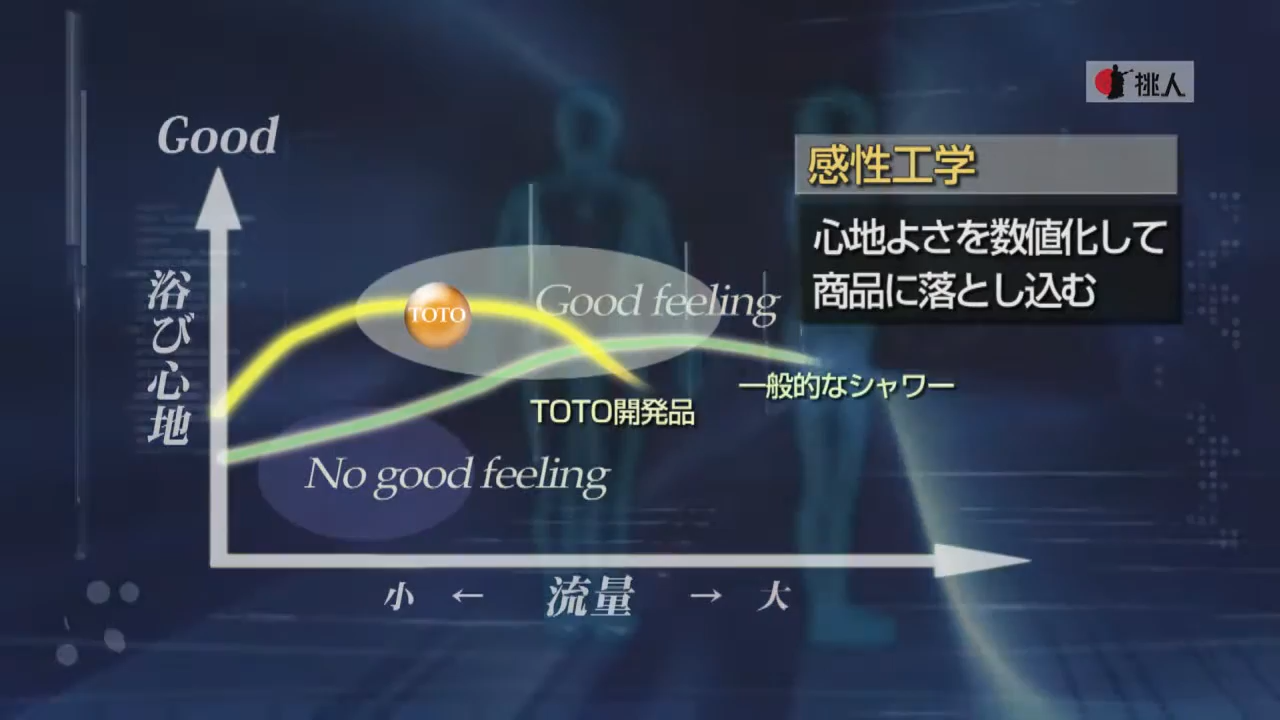 挑人
Good
感性工学
心地よさを数値化して
商品に落とし込む
浴び心地
TOTO
Good feeling
一般的なシャワー
TOTO開発品
No good feeling
小 ← 流量 → 大